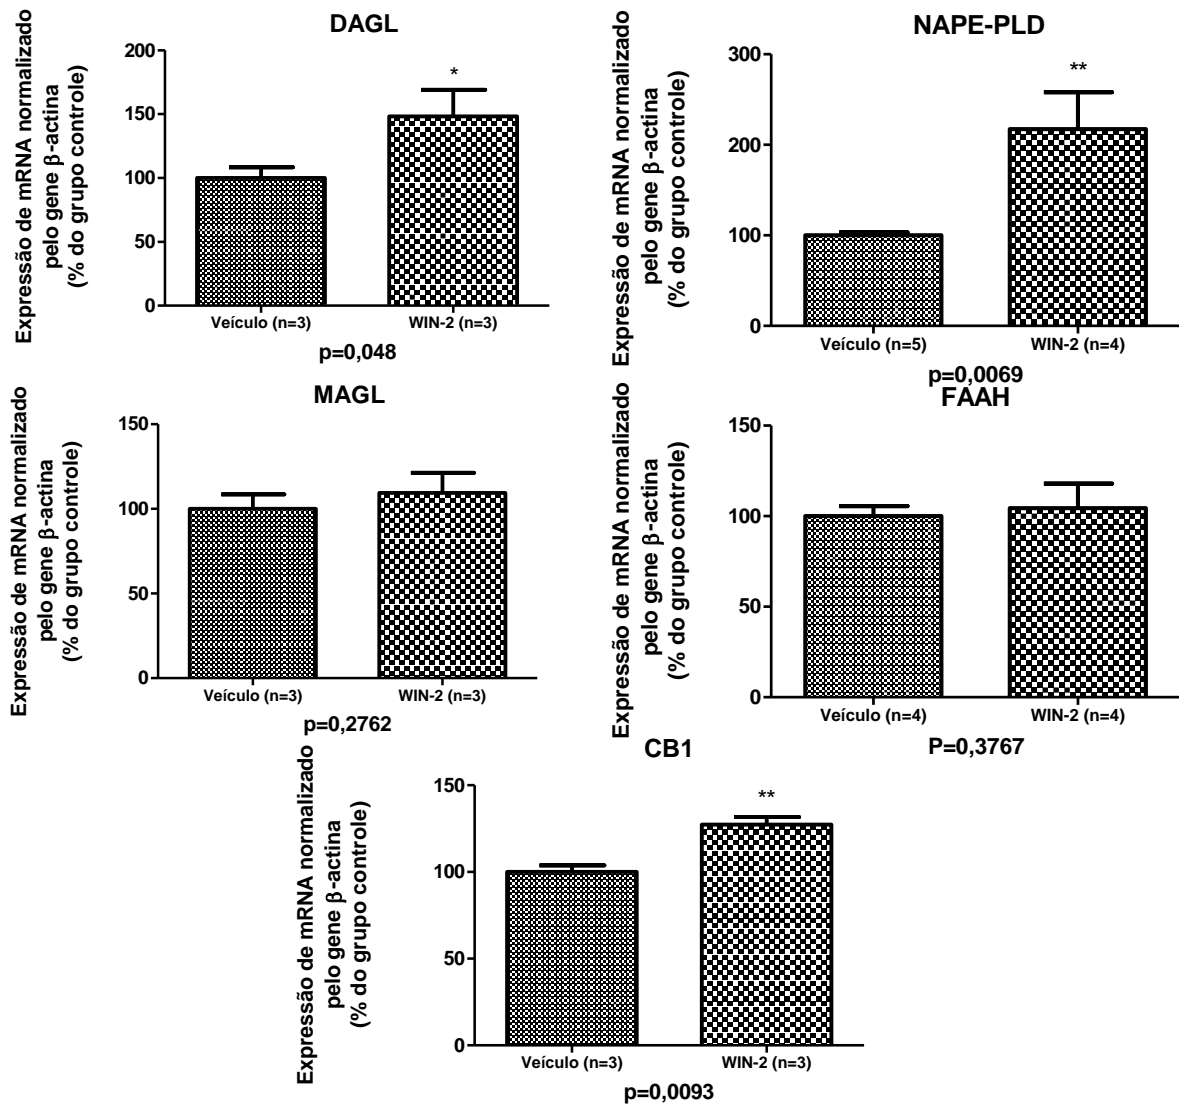 DAGL
Expressão de mRNA normalizado
pelo gene β-actina
(% do grupo controle)
200
150
100
50
0
*
Veículo (n=3) WIN-2 (n=3)
p=0,048
NAPE-PLD
Expressão de mRNA normalizado
pelo gene β-actina
(% do grupo controle)
300
200
100
0
**
Veículo (n=5) WIN-2 (n=4)
p=0,0069
MAGL
Expressão de mRNA normalizado
pelo gene β-actina
(% do grupo controle)
150
100
50
0
Veículo (n=3) WIN-2 (n=3)
p=0,2762
FAAH
Expressão de mRNA normalizado
pelo gene β-actina
(% do grupo controle)
150
100
50
0
Veículo (n=4) WIN-2 (n=4)
P=0,3767
CB1
Expressão de mRNA normalizado
pelo gene β-actina
(% do grupo controle)
150
100
50
0
**
Veículo (n=3) WIN-2 (n=3)
p=0,0093